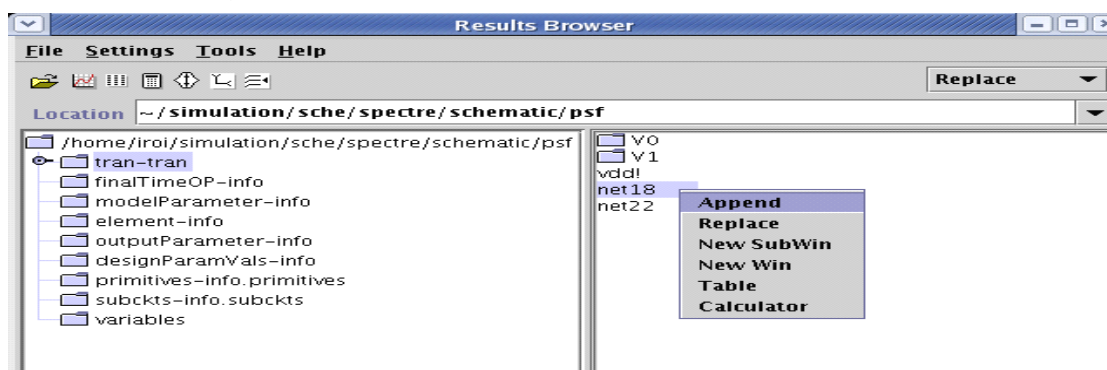 Results Browser
File Settings Tools Help
Replace
Location ~/simulation/sche/spectre/schematic/psf
/home/iroi/simulation/sche/spectre/schematic/psf
tran-tran
finalTimeOP-info
modelParameter-info
element-info
outputParameter-info
designParamVals-info
primitives-info.primitives
subckts-info.subckts
variables
V0
V1
vdd!
net18
net22
Append
Replace
New SubWin
New Win
Table
Calculator